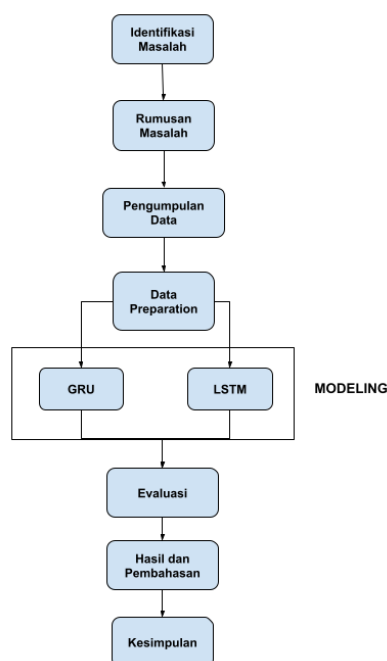 Identifikasi
Masalah
Rumusan
Masalah
Pengumpulan
Data
Data
Preparation
GRU
LSTM
MODELING
Evaluasi
Hasil dan
Pembahasan
Kesimpulan